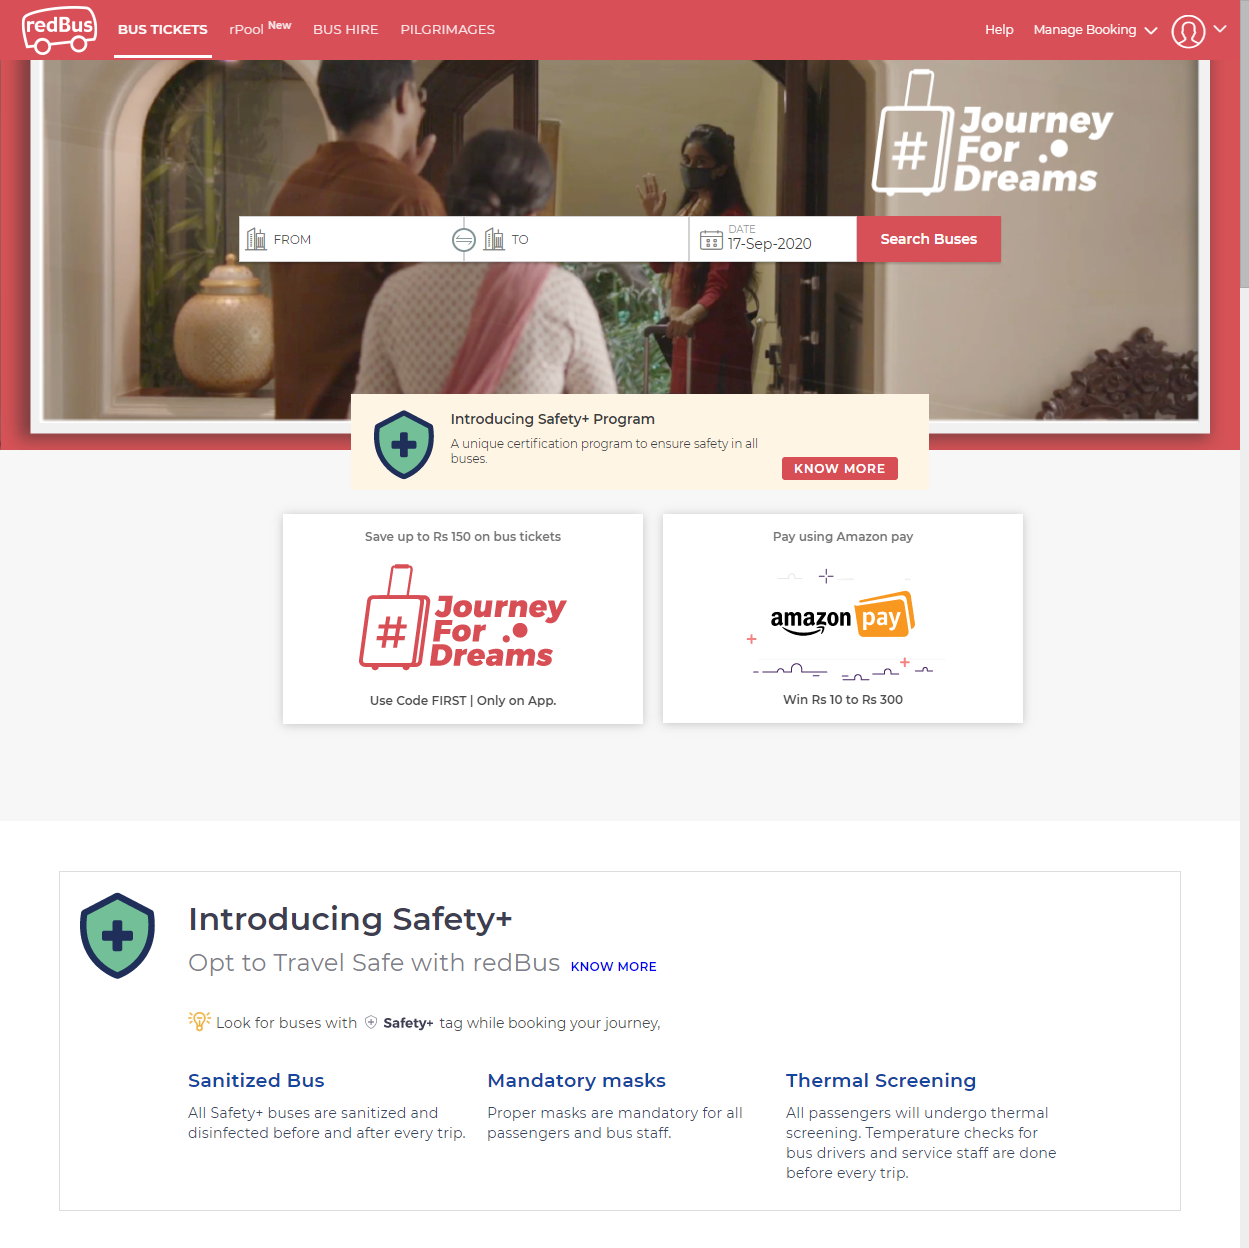 redBus
BUS TICKETS
rPool New
BUS HIRE
PILGRIMAGES
Help
Manage Booking
# Journey
For
Dreams
FROM
TO
DATE
17-Sep-2020
Search Buses
Introducing Safety+ Program
A unique certification program to ensure safety in all
buses.
KNOW MORE
Save up to Rs 150 on bus tickets
# Journey
For
Dreams
Use Code FIRST | Only on App.
Pay using Amazon pay
amazon pay
Win Rs 10 to Rs 300
Introducing Safety+
Opt to Travel Safe with redBus KNOW MORE
Look for buses with Safety+ tag while booking your journey,
Sanitized Bus
All Safety+ buses are sanitized and
disinfected before and after every trip.
Mandatory masks
Proper masks are mandatory for all
passengers and bus staff.
Thermal Screening
All passengers will undergo thermal
screening. Temperature checks for
bus drivers and service staff are done
before every trip.